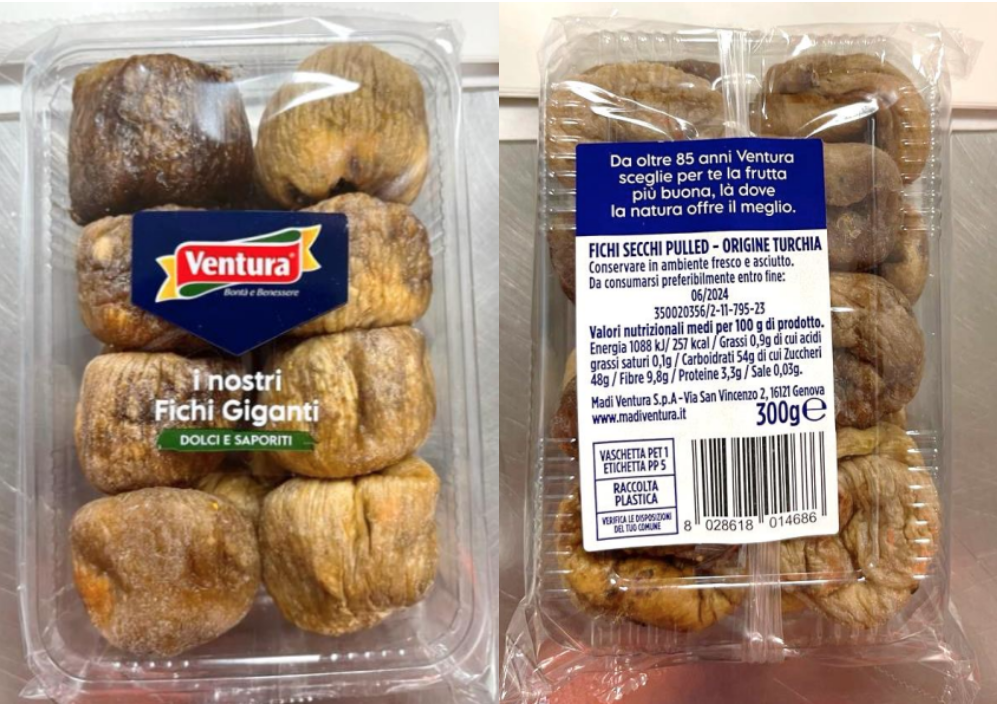 Ventura
Bontà e Benessere
i nostri
Fichi Giganti
DOLCI E SAPORITI
Da oltre 85 anni Ventura
sceglie per te la frutta
più buona, là dove
la natura offre il meglio.
FICHI SECCHI PULLED - ORIGINE TURCHIA
Conservare in ambiente fresco e asciutto.
Da consumarsi preferibilmente entro fine:
06/2024
350020356/2-11-795-23
Valori nutrizionali medi per 100 g di prodotto.
Energia 1088 kJ/ 257 kcal / Grassi 0,9g di cui acidi
grassi saturi 0,1g / Carboidrati 54g di cui Zuccheri
48g / Fibre 9,8g / Proteine 3,3g / Sale 0,03g.
Madi Ventura S.p.A - Via San Vincenzo 2, 16121 Genova
www.madiventura.it
300g e
VASCHETTA PET 1
ETICHETTA PP 5
RACCOLTA
PLASTICA
VERIFICA LE DISPOSIZIONI
DEL TUO COMUNE
8 028618 014686